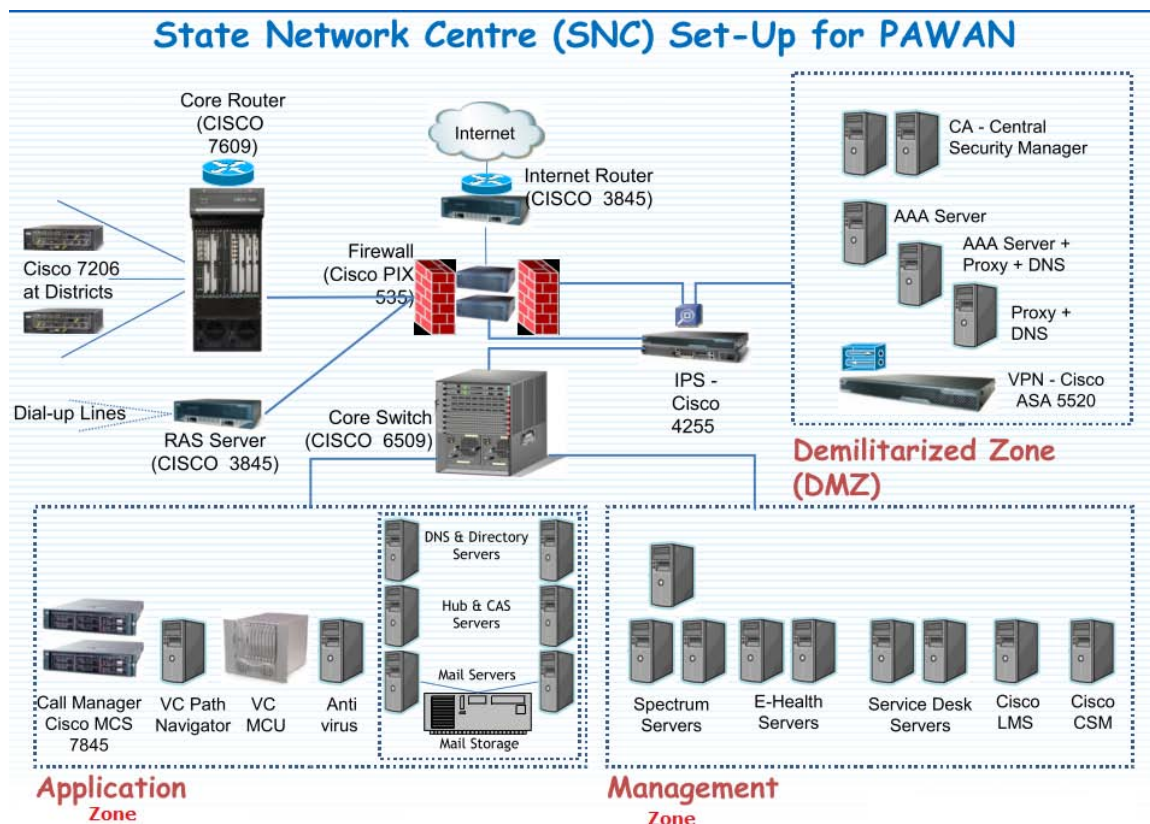 State Network Centre (SNC) Set-Up for PAWAN
Core Router
(CISCO
7609)
Internet
Internet Router
(CISCO 3845)
CA - Central
Security Manager
AAA Server
AAA Server +
Proxy + DNS
Proxy +
DNS
VPN - Cisco
ASA 5520
Demilitarized Zone
(DMZ)
Cisco 7206
at Districts
Firewall
(Cisco PIX
535)
IPS -
Cisco
4255
Dial-up Lines
RAS Server
(CISCO 3845)
Core Switch
(CISCO 6509)
DNS & Directory
Servers
Hub & CAS
Servers
Mail Servers
Mail Storage
Call Manager
Cisco MCS
7845
VC Path
Navigator
VC
MCU
Anti
virus
Application
Zone
Spectrum
Servers
E-Health
Servers
Service Desk
Servers
Cisco
LMS
Cisco
CSM
Management
Zone